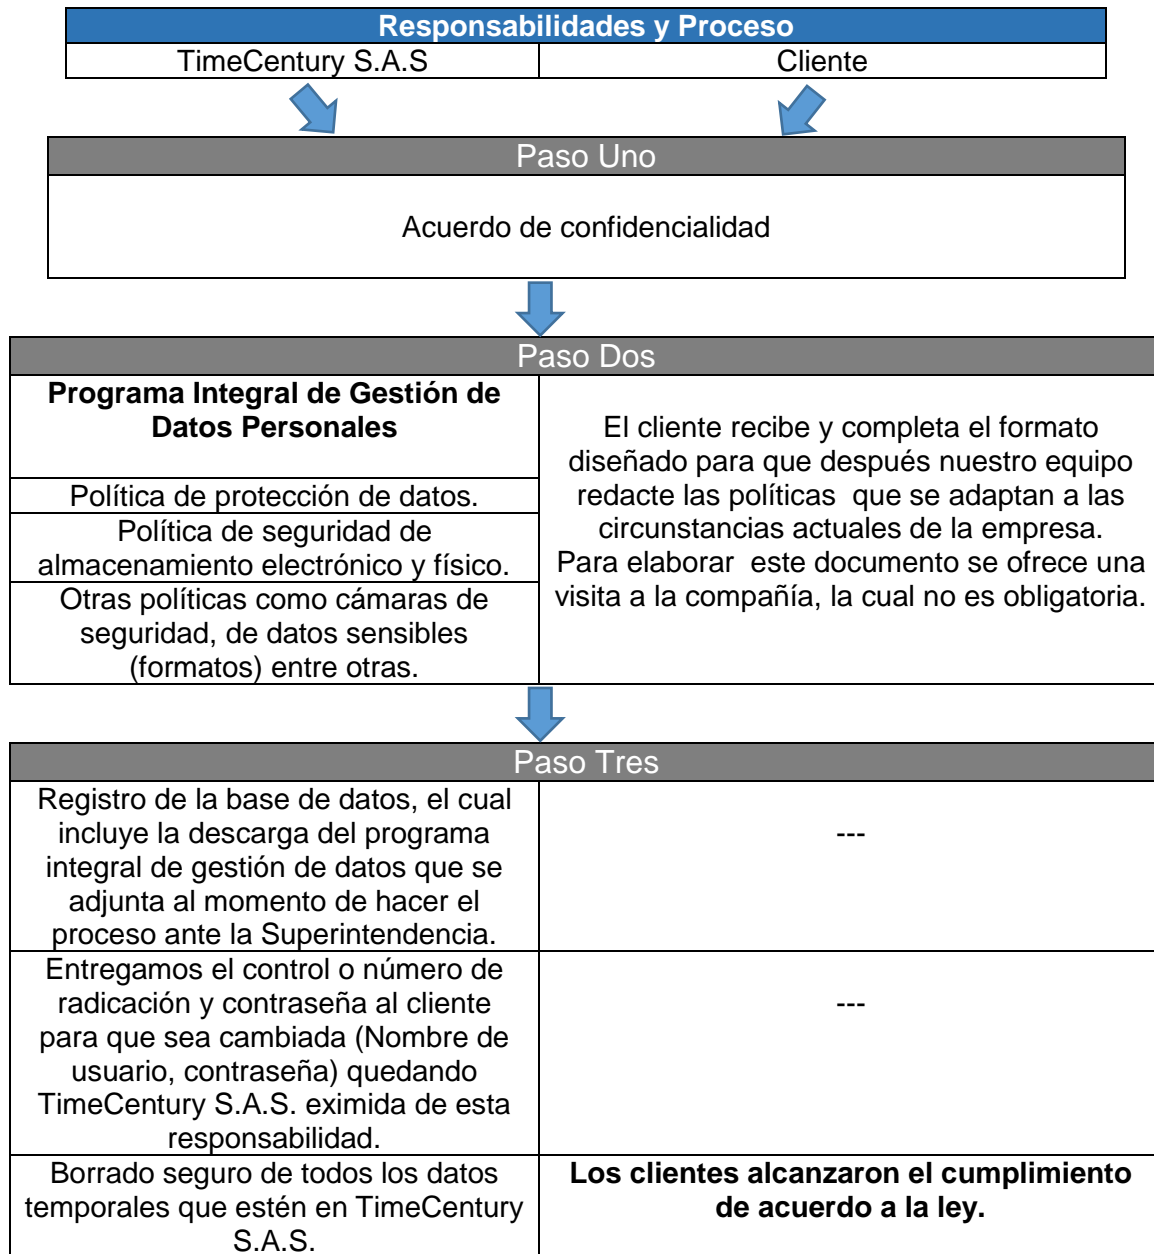 Responsabilidades y Proceso
TimeCentury S.A.S
Cliente
Paso Uno
Acuerdo de confidencialidad
Paso Dos
Programa Integral de Gestión de
Datos Personales
Política de protección de datos.
Política de seguridad de
almacenamiento electrónico y físico.
Otras políticas como cámaras de
seguridad, de datos sensibles
(formatos) entre otras.
El cliente recibe y completa el formato
diseñado para que después nuestro equipo
redacte las políticas  que se adaptan a las
circunstancias actuales de la empresa.
Para elaborar  este documento se ofrece una
visita a la compañía, la cual no es obligatoria.
Paso Tres
Registro de la base de datos, el cual
incluye la descarga del programa
integral de gestión de datos que se
adjunta al momento de hacer el
proceso ante la Superintendencia.
---
Entregamos el control o número de
radicación y contraseña al cliente
para que sea cambiada (Nombre de
usuario, contraseña) quedando
TimeCentury S.A.S. eximida de esta
responsabilidad.
---
Borrado seguro de todos los datos
temporales que estén en TimeCentury
S.A.S.
Los clientes alcanzaron el cumplimiento
de acuerdo a la ley.